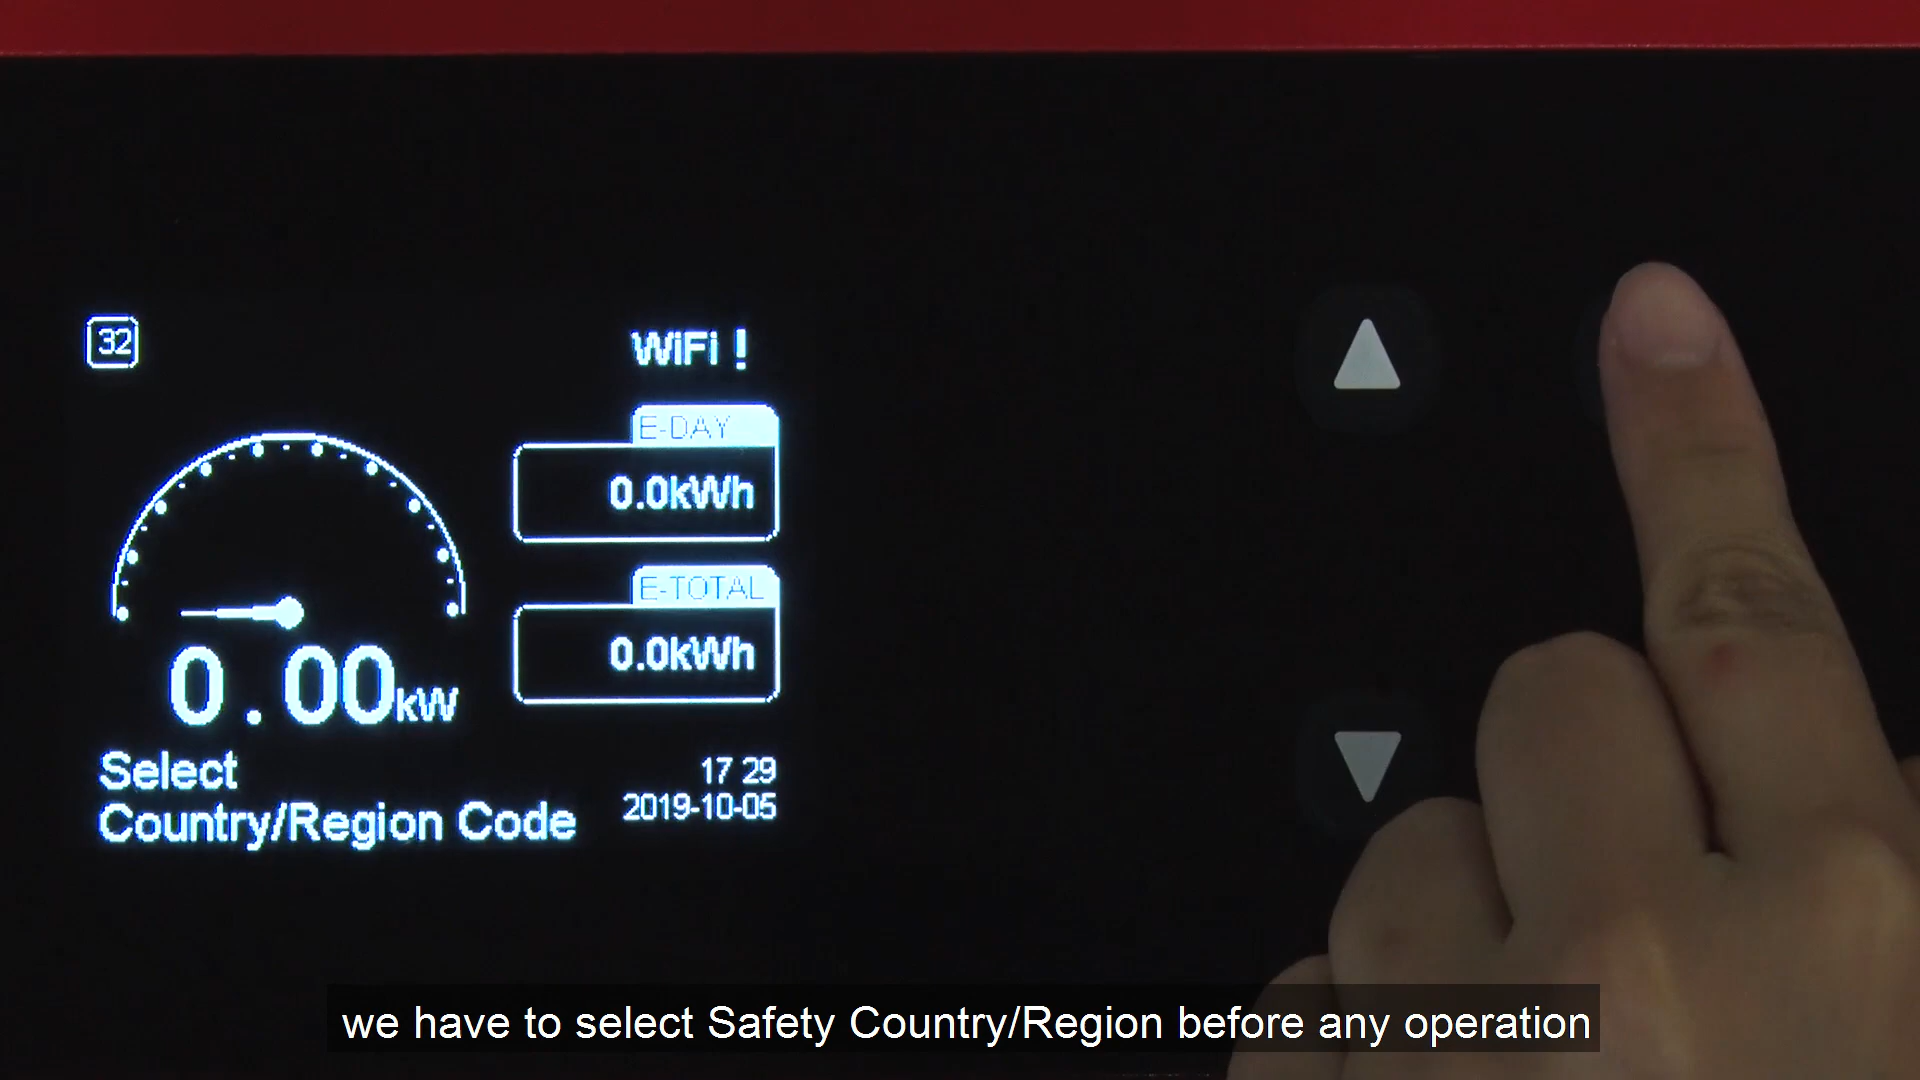 32
WiFi !
E-DAY
0.0kWh
E-TOTAL
0.0kWh
0.00kW
Select
Country/Region Code
17 29
2019-10-05
we have to select Safety Country/Region before any operation